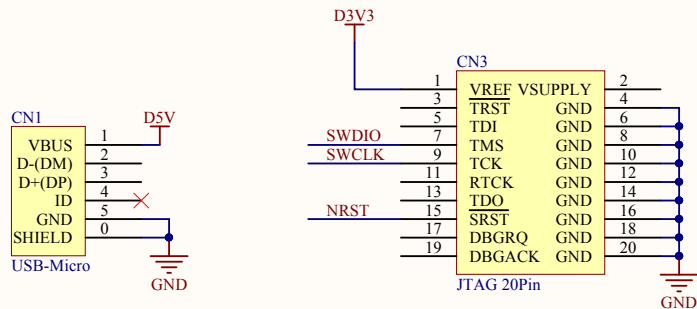 D3V3
CN3
1 VREF VSUPPLY 2
3 TRST GND 4
5 TDI GND 6
SWDIO 7 TMS GND 8
SWCLK 9 TCK GND 10
11 RTCK GND 12
13 TDO GND 14
NRST 15 SRST GND 16
17 DBGRQ GND 18
19 DBGACK GND 20
JTAG 20Pin
GND
CN1
D5V
VBUS 1
D-(DM) 2
D+(DP) 3
ID 4
GND 5
SHIELD 0
USB-Micro
GND